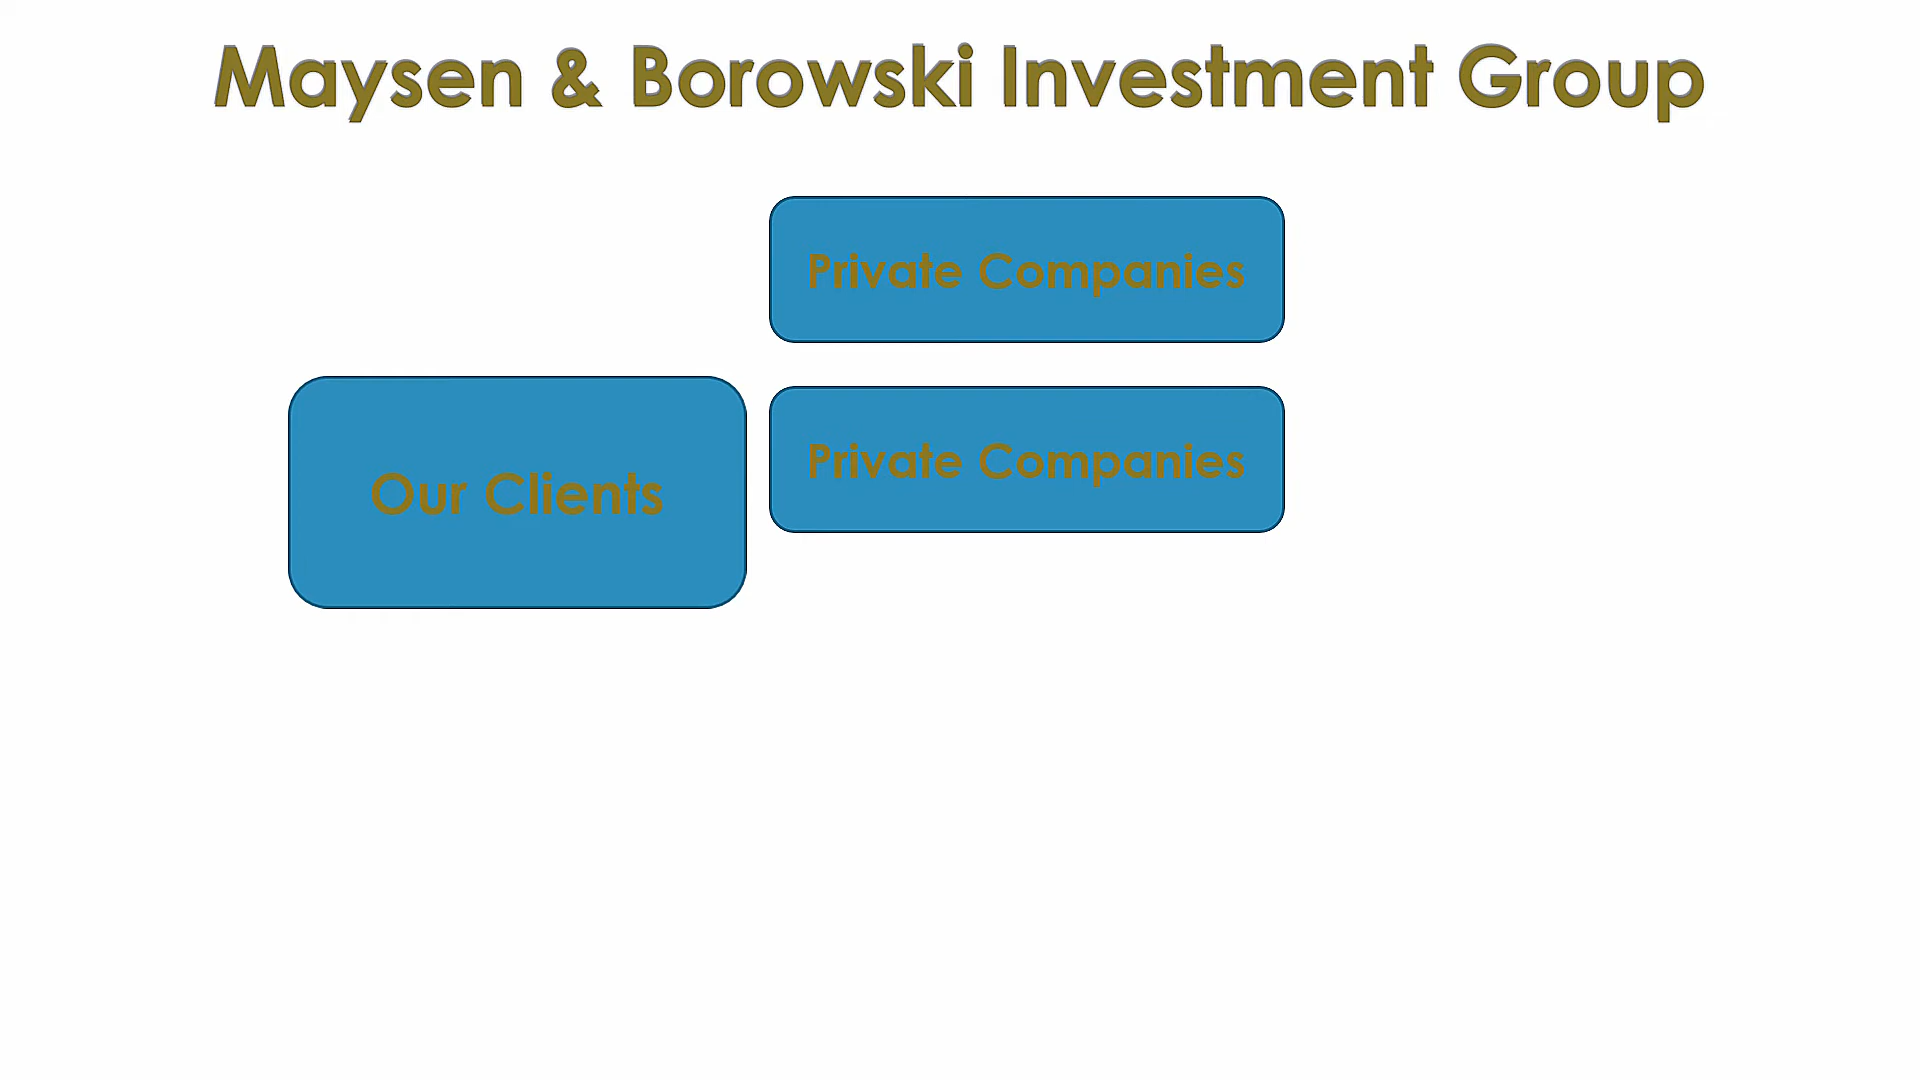 Maysen & Borowski Investment Group
Private Companies
Private Companies
Our Clients